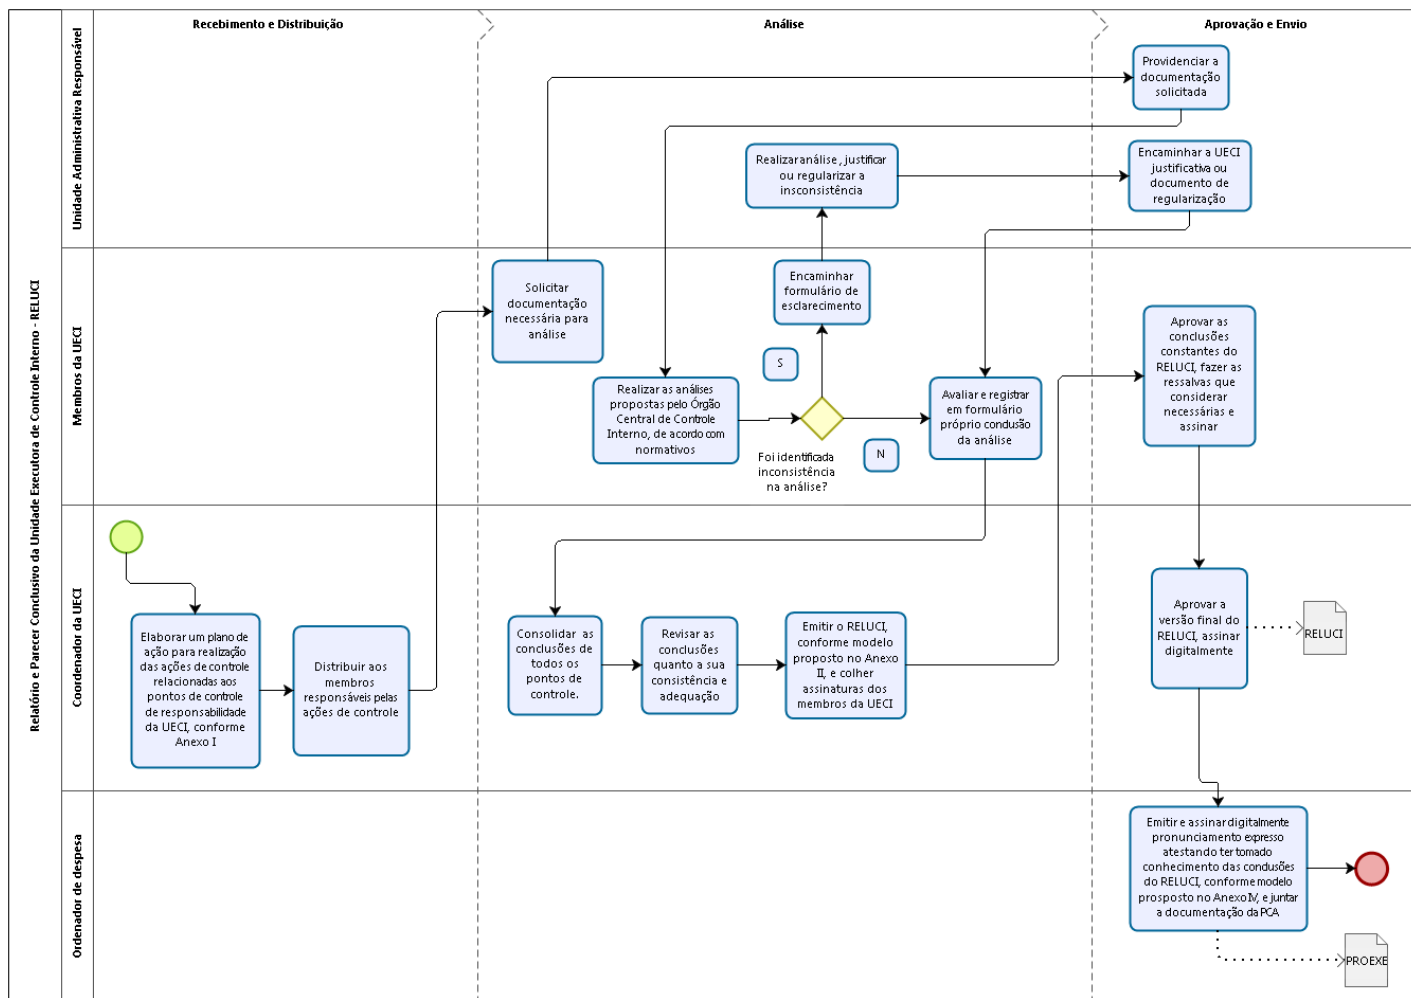 Recebimento e Distribuição
Análise
Aprovação e Envio
Relatório e Parecer Conclusivo da Unidade Executora de Controle Interno - RELUCI
Unidade Administrativa Responsável
Providenciar a
documentação
solicitada
Realizar análise, justificar
ou regularizar a
insconsistência
Encaminhar a UECI
justificativa ou
documento de
regularização
Membros da UECI
Solicitar
documentação
necessária para
análise
Encaminhar
formulário de
esclarecimento
S
Realizar as análises
propostas pelo Órgão
Central de Controle
Interno, de acordo com
normativos
Foi identificada
inconsistência
na análise?
N
Avaliar e registrar
em formulário
próprio conclusão
da análise
Aprovar as
conclusões
constantes do
RELUCI, fazer as
ressalvas que
considerar
necessárias e
assinar
Coordenador da UECI
Elaborar um plano de
ação para realização
das ações de controle
relacionadas aos
pontos de controle
de responsabilidade
da UECI, conforme
Anexo I
Distribuir aos
membros
responsáveis pelas
ações de controle
Consolidar as
conclusões de
todos os
pontos de
controle.
Revisar as
conclusões
quanto a sua
consistência e
adequação
Emitir o RELUCI,
conforme modelo
proposto no Anexo
II, e colher
assinaturas dos
membros da UECI
Aprovar a
versão final do
RELUCI, assinar
digitalmente
RELUCI
Ordenador de despesa
Emitir e assinar digitalmente
pronunciamento expresso
atestando ter tomado
conhecimento das conclusões
do RELUCI, conforme modelo
prosposto no Anexo IV, e juntar
a documentação da PCA
PROEXE